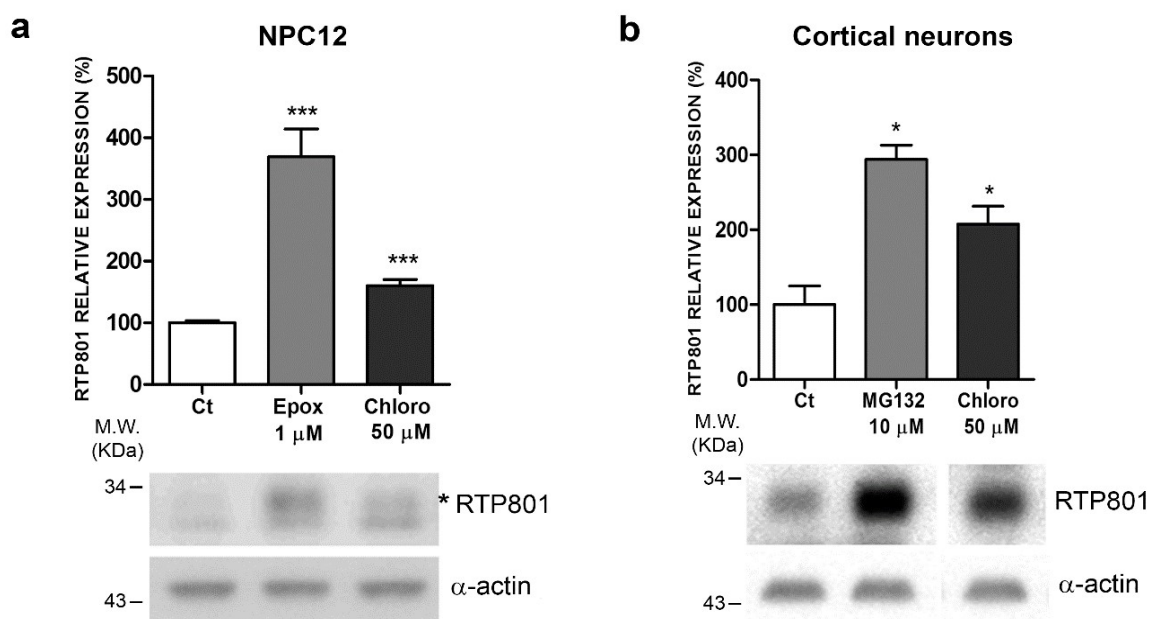 a
NPC12
RTP801 RELATIVE EXPRESSION (%)
500
400
300
200
100
0
***
***
Ct
Epox
1 μM
Chloro
50 μM
M.W.
(KDa)
34
* RTP801
α-actin
43
b
Cortical neurons
RTP801 RELATIVE EXPRESSION (%)
400
300
200
100
0
*
*
Ct
MG132
10 μM
Chloro
50 μM
M.W.
(KDa)
34
RTP801
α-actin
43